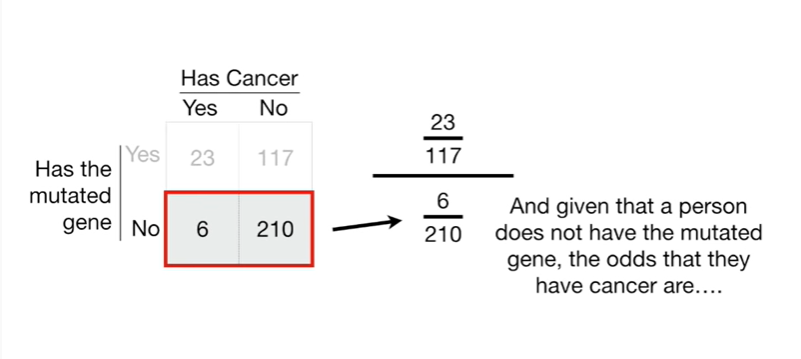 Has Cancer
Yes No
Has the
mutated
gene
Yes 23 117
No 6 210
23
117
6
210
And given that a person
does not have the mutated
gene, the odds that they
have cancer are....